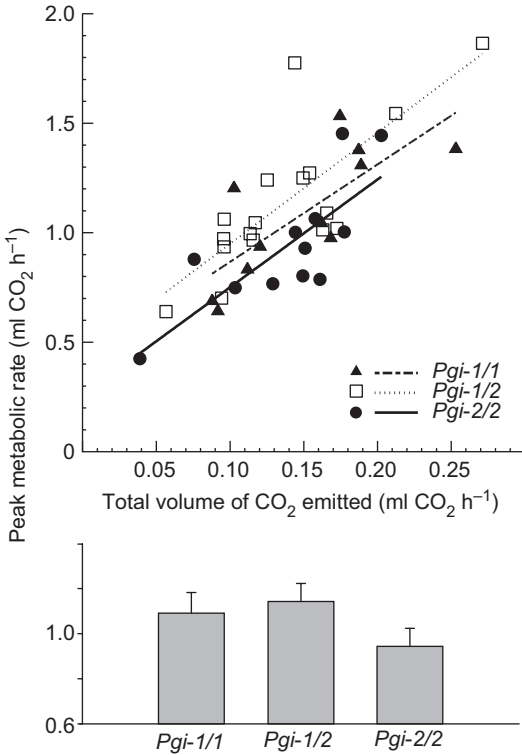 Peak metabolic rate (ml CO₂ h⁻¹)
2.0
1.5
1.0
0.5
0
Pgi-1/1
Pgi-1/2
Pgi-2/2
0.05 0.10 0.15 0.20 0.25
Total volume of CO₂ emitted (ml CO₂ h⁻¹)
1.0
0.6
Pgi-1/1 Pgi-1/2 Pgi-2/2